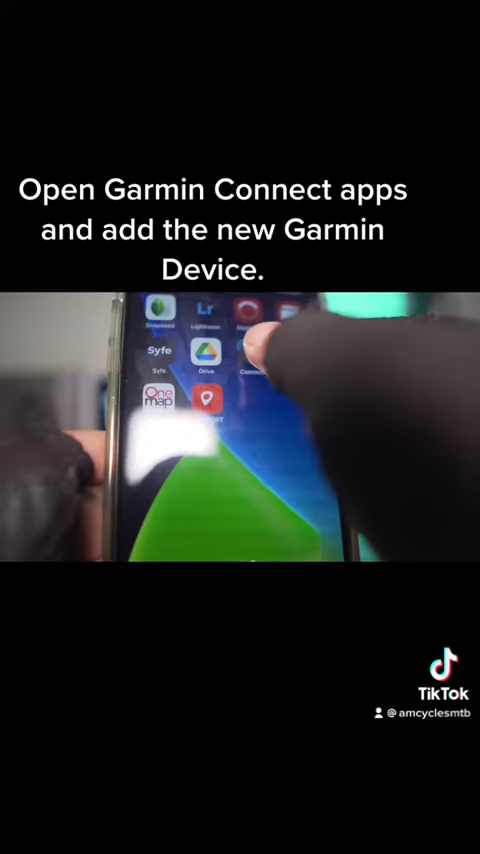 Open Garmin Connect apps
and add the new Garmin
Device.
Snapseed
Lr
Lightroom
Syfe
Syfe
Drive
One
map
TikTok
@ amcyclesmtb